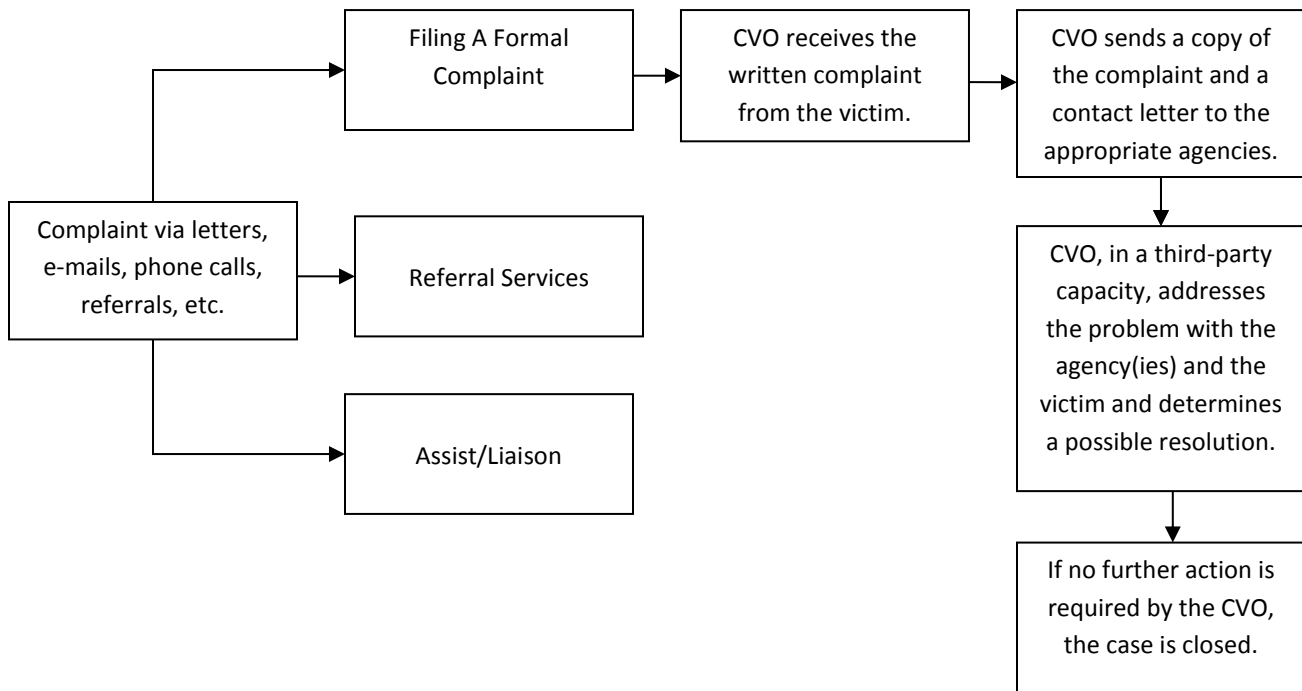 Filing A Formal
Complaint
CVO receives the
written complaint
from the victim.
CVO sends a copy of
the complaint and a
contact letter to the
appropriate agencies.
Complaint via letters,
e-mails, phone calls,
referrals, etc.
Referral Services
Assist/Liaison
CVO, in a third-party
capacity, addresses
the problem with the
agency(ies) and the
victim and determines
a possible resolution.
If no further action is
required by the CVO,
the case is closed.